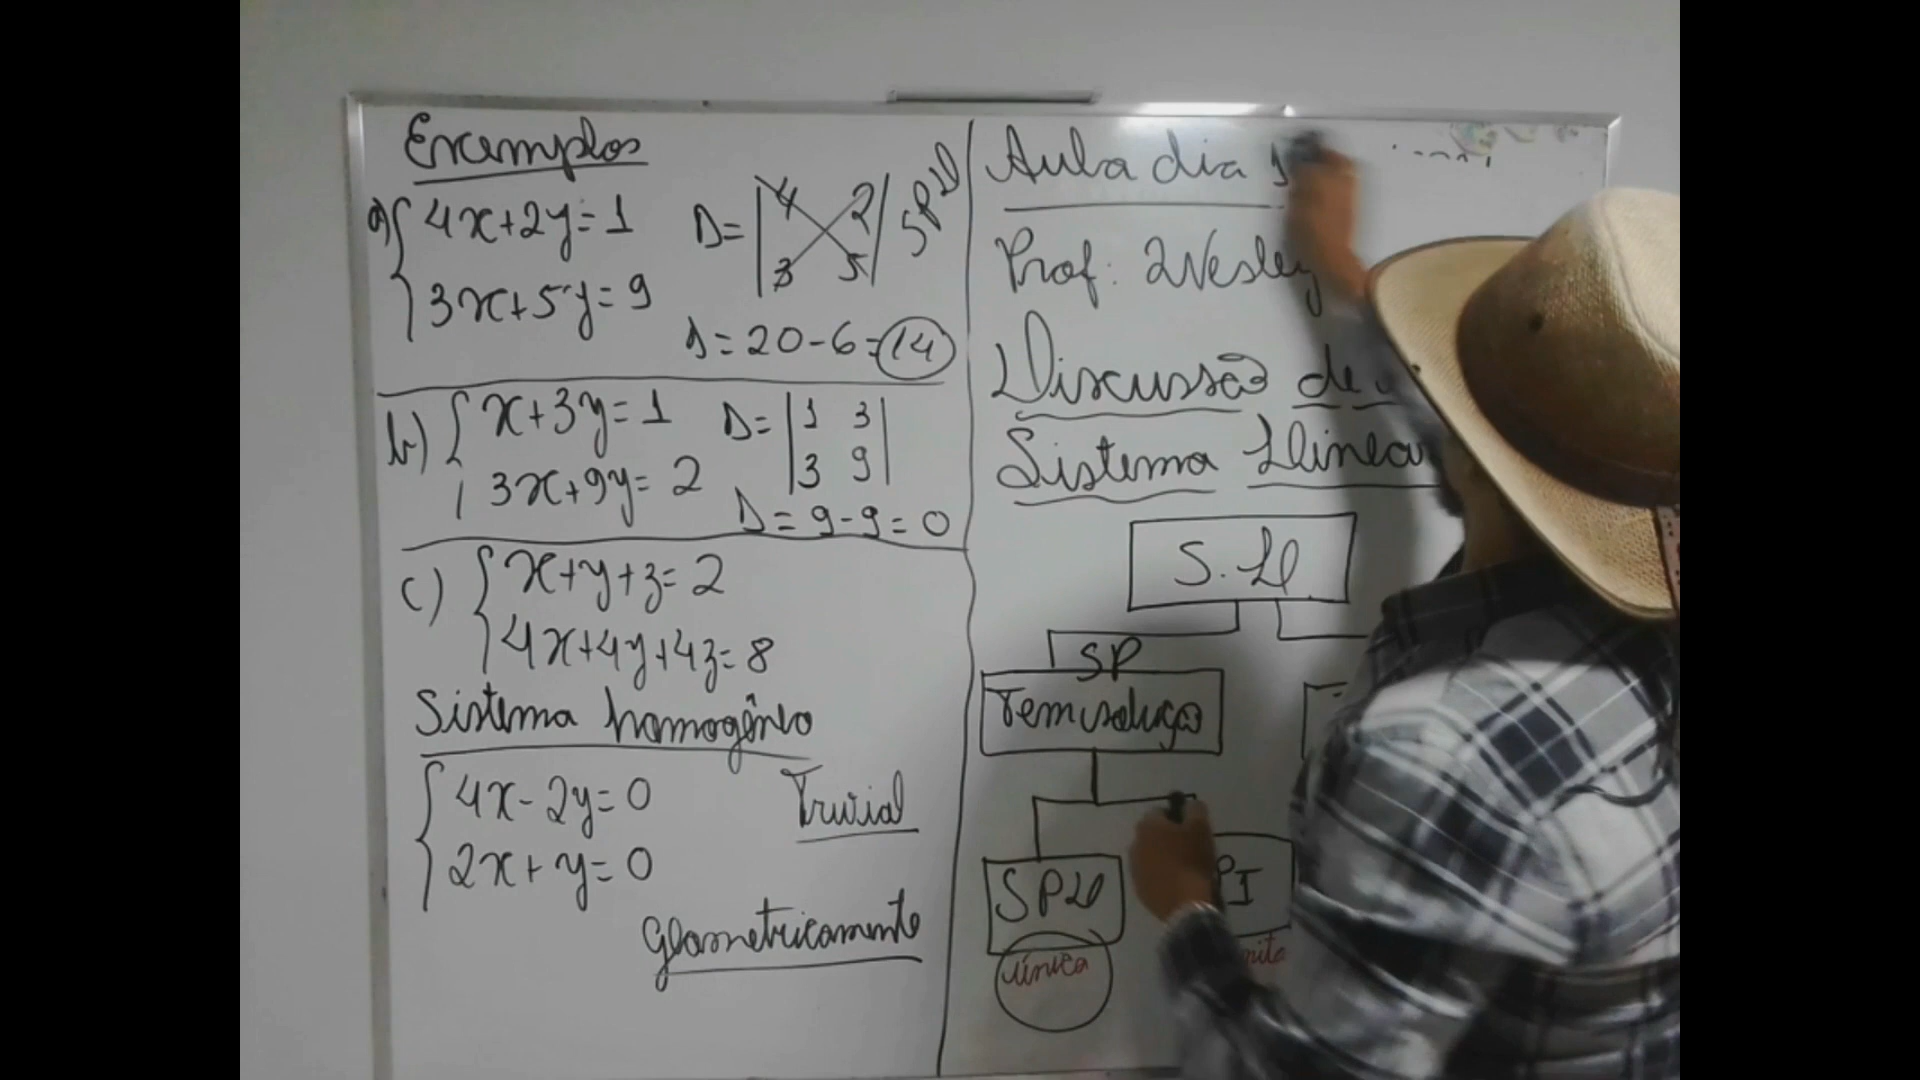 Exemplos
a) 4x+2y=1
3x+5y=9
D= |4 2|
|3 5|
SPD
D=20-6=14
b) x+3y=1
3x+9y=2
D= |1 3|
|3 9|
D=9-9=0
c) x+y+z=2
4x+4y+4z=8
Sistema homogêneo
4x-2y=0
2x+y=0
Trivial
Geometricamente
Aula dia
Prof: Wesley
Discussão de
Sistema Linear
S.L
SP
Tem solução
SPD
PI
única